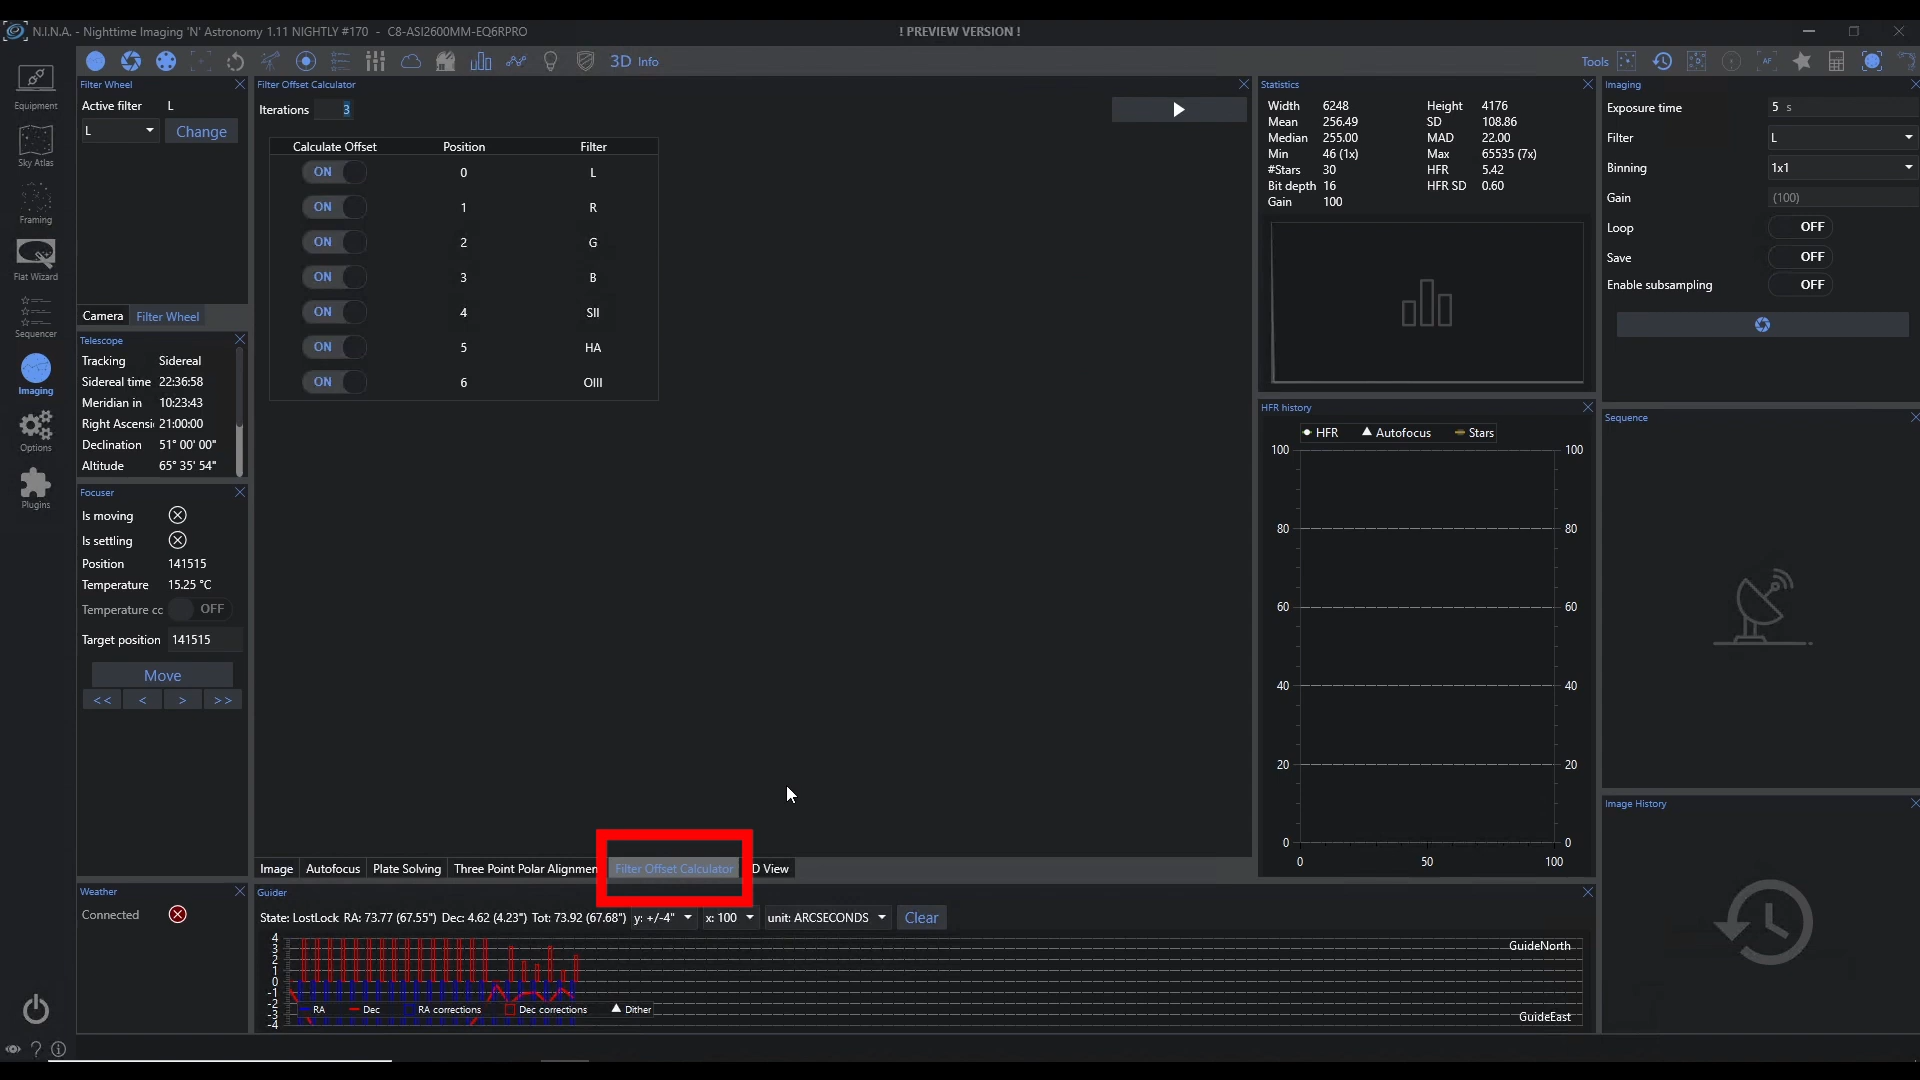 N.I.N.A. - Nighttime Imaging 'N' Astronomy 1.11 NIGHTLY #170 - C8-ASI2600MM-EQ6RPRO
! PREVIEW VERSION !
3D Info
Tools
AF
Equipment
Sky Atlas
Framing
Flat Wizard
Sequencer
Imaging
Options
Plugins
Filter Wheel
Active filter L
L
Change
Camera
Filter Wheel
Telescope
Tracking Sidereal
Sidereal time 22:36:58
Meridian in 10:23:43
Right Ascensi 21:00:00
Declination 51° 00' 00"
Altitude 65° 35' 54"
Focuser
Is moving
Is settling
Position 141515
Temperature 15.25 °C
Temperature cc OFF
Target position 141515
Move
<< < > >>
Weather
Connected
Filter Offset Calculator
Iterations 3
Calculate Offset Position Filter
ON 0 L
ON 1 R
ON 2 G
ON 3 B
ON 4 SII
ON 5 HA
ON 6 OIII
Image
Autofocus
Plate Solving
Three Point Polar Alignmen
Filter Offset Calculator
D View
Guider
State: LostLock RA: 73.77 (67.55") Dec: 4.62 (4.23") Tot: 73.92 (67.68") y: +/-4" x: 100 unit: ARCSECONDS Clear
4
3
2
1
0
-1
-2
-3
-4
GuideNorth
GuideEast
RA Dec RA corrections Dec corrections Dither
Statistics
Width 6248 Height 4176
Mean 256.49 SD 108.86
Median 255.00 MAD 22.00
Min 46 (1x) Max 65535 (7x)
#Stars 30 HFR 5.42
Bit depth 16 HFR SD 0.60
Gain 100
HFR history
HFR Autofocus Stars
100 100
80 80
60 60
40 40
20 20
0 0
0 50 100
Imaging
Exposure time 5 s
Filter L
Binning 1x1
Gain (100)
Loop OFF
Save OFF
Enable subsampling OFF
Sequence
Image History